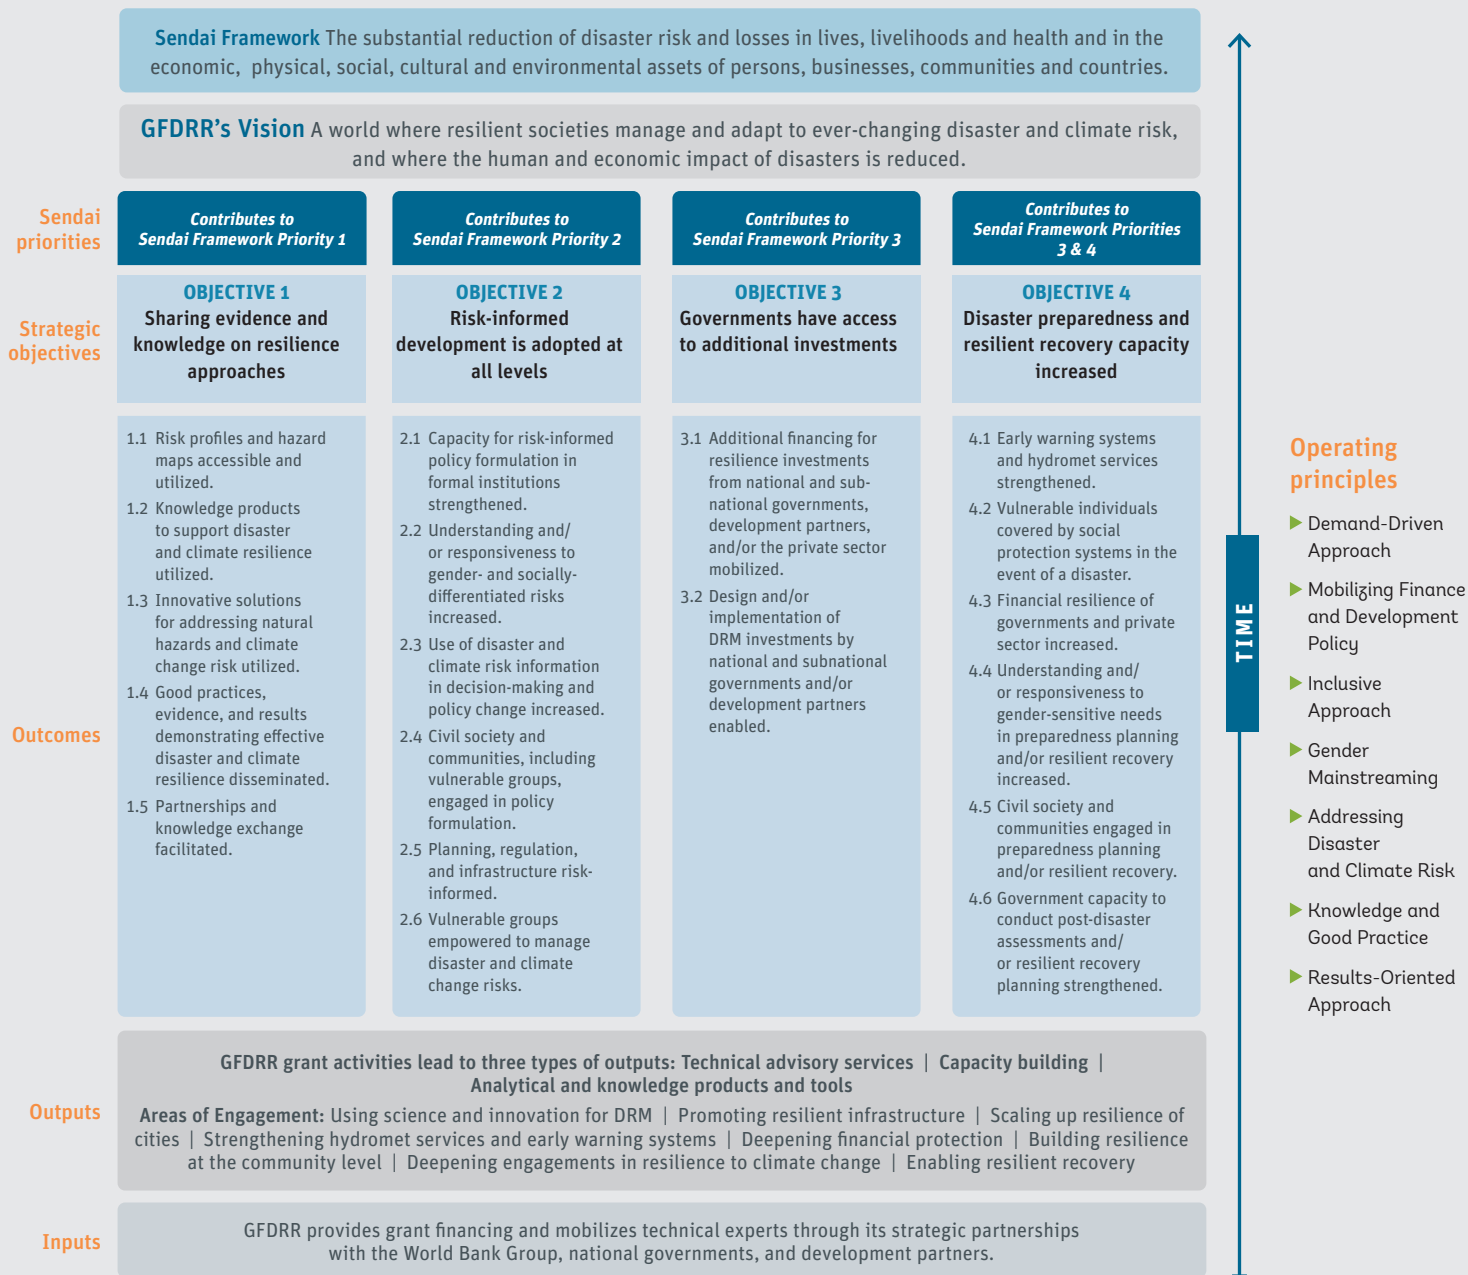 Sendai Framework The substantial reduction of disaster risk and losses in lives, livelihoods and health and in the
economic, physical, social, cultural and environmental assets of persons, businesses, communities and countries.
GFDRR's Vision A world where resilient societies manage and adapt to ever-changing disaster and climate risk,
and where the human and economic impact of disasters is reduced.
Sendai
priorities
Contributes to
Sendai Framework Priority 1
Contributes to
Sendai Framework Priority 2
Contributes to
Sendai Framework Priority 3
Contributes to
Sendai Framework Priorities
3 & 4
Strategic
objectives
OBJECTIVE 1
Sharing evidence and
knowledge on resilience
approaches
OBJECTIVE 2
Risk-informed
development is adopted at
all levels
OBJECTIVE 3
Governments have access
to additional investments
OBJECTIVE 4
Disaster preparedness and
resilient recovery capacity
increased
Outcomes
1.1 Risk profiles and hazard
maps accessible and
utilized.
1.2 Knowledge products
to support disaster
and climate resilience
utilized.
1.3 Innovative solutions
for addressing natural
hazards and climate
change risk utilized.
1.4 Good practices,
evidence, and results
demonstrating effective
disaster and climate
resilience disseminated.
1.5 Partnerships and
knowledge exchange
facilitated.
2.1 Capacity for risk-informed
policy formulation in
formal institutions
strengthened.
2.2 Understanding and/
or responsiveness to
gender- and socially-
differentiated risks
increased.
2.3 Use of disaster and
climate risk information
in decision-making and
policy change increased.
2.4 Civil society and
communities, including
vulnerable groups,
engaged in policy
formulation.
2.5 Planning, regulation,
and infrastructure risk-
informed.
2.6 Vulnerable groups
empowered to manage
disaster and climate
change risks.
3.1 Additional financing for
resilience investments
from national and sub-
national governments,
development partners,
and/or the private sector
mobilized.
3.2 Design and/or
implementation of
DRM investments by
national and subnational
governments and/or
development partners
enabled.
4.1 Early warning systems
and hydromet services
strengthened.
4.2 Vulnerable individuals
covered by social
protection systems in the
event of a disaster.
4.3 Financial resilience of
governments and private
sector increased.
4.4 Understanding and/
or responsiveness to
gender-sensitive needs
in preparedness planning
and/or resilient recovery
increased.
4.5 Civil society and
communities engaged in
preparedness planning
and/or resilient recovery.
4.6 Government capacity to
conduct post-disaster
assessments and/
or resilient recovery
planning strengthened.
Outputs
GFDRR grant activities lead to three types of outputs: Technical advisory services | Capacity building |
Analytical and knowledge products and tools
Areas of Engagement: Using science and innovation for DRM | Promoting resilient infrastructure | Scaling up resilience of
cities | Strengthening hydromet services and early warning systems | Deepening financial protection | Building resilience
at the community level | Deepening engagements in resilience to climate change | Enabling resilient recovery
Inputs
GFDRR provides grant financing and mobilizes technical experts through its strategic partnerships
with the World Bank Group, national governments, and development partners.
TIME
Operating
principles
Demand-Driven
Approach
Mobilizing Finance
and Development
Policy
Inclusive
Approach
Gender
Mainstreaming
Addressing
Disaster
and Climate Risk
Knowledge and
Good Practice
Results-Oriented
Approach